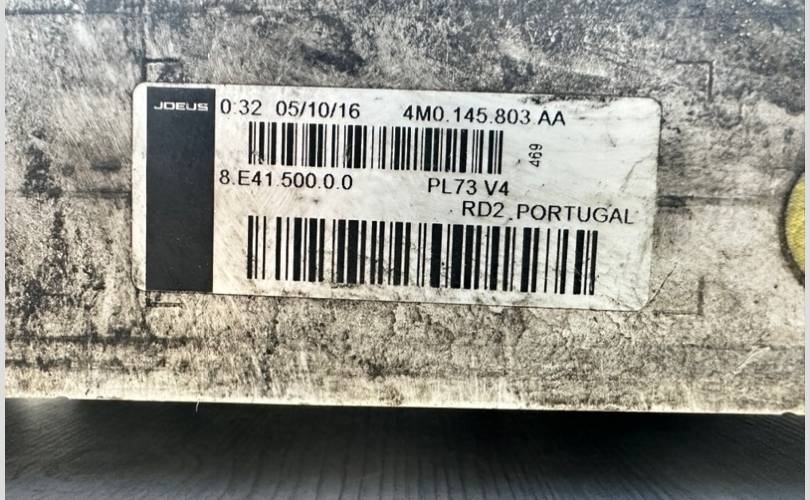 JDEUS 0:32 05/10/16 4M0.145.803 AA
469
8.E41.500.0.0 PL73 V4
RD2 PORTUGAL